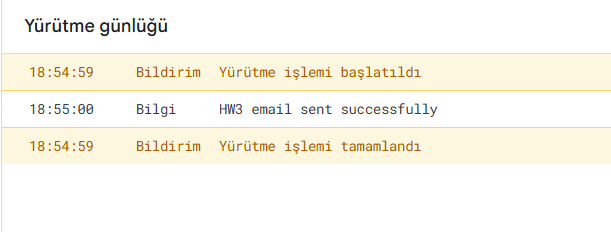 Yürütme günlüğü
18:54:59 Bildirim Yürütme işlemi başlatıldı
18:55:00 Bilgi HW3 email sent successfully
18:54:59 Bildirim Yürütme işlemi tamamlandı